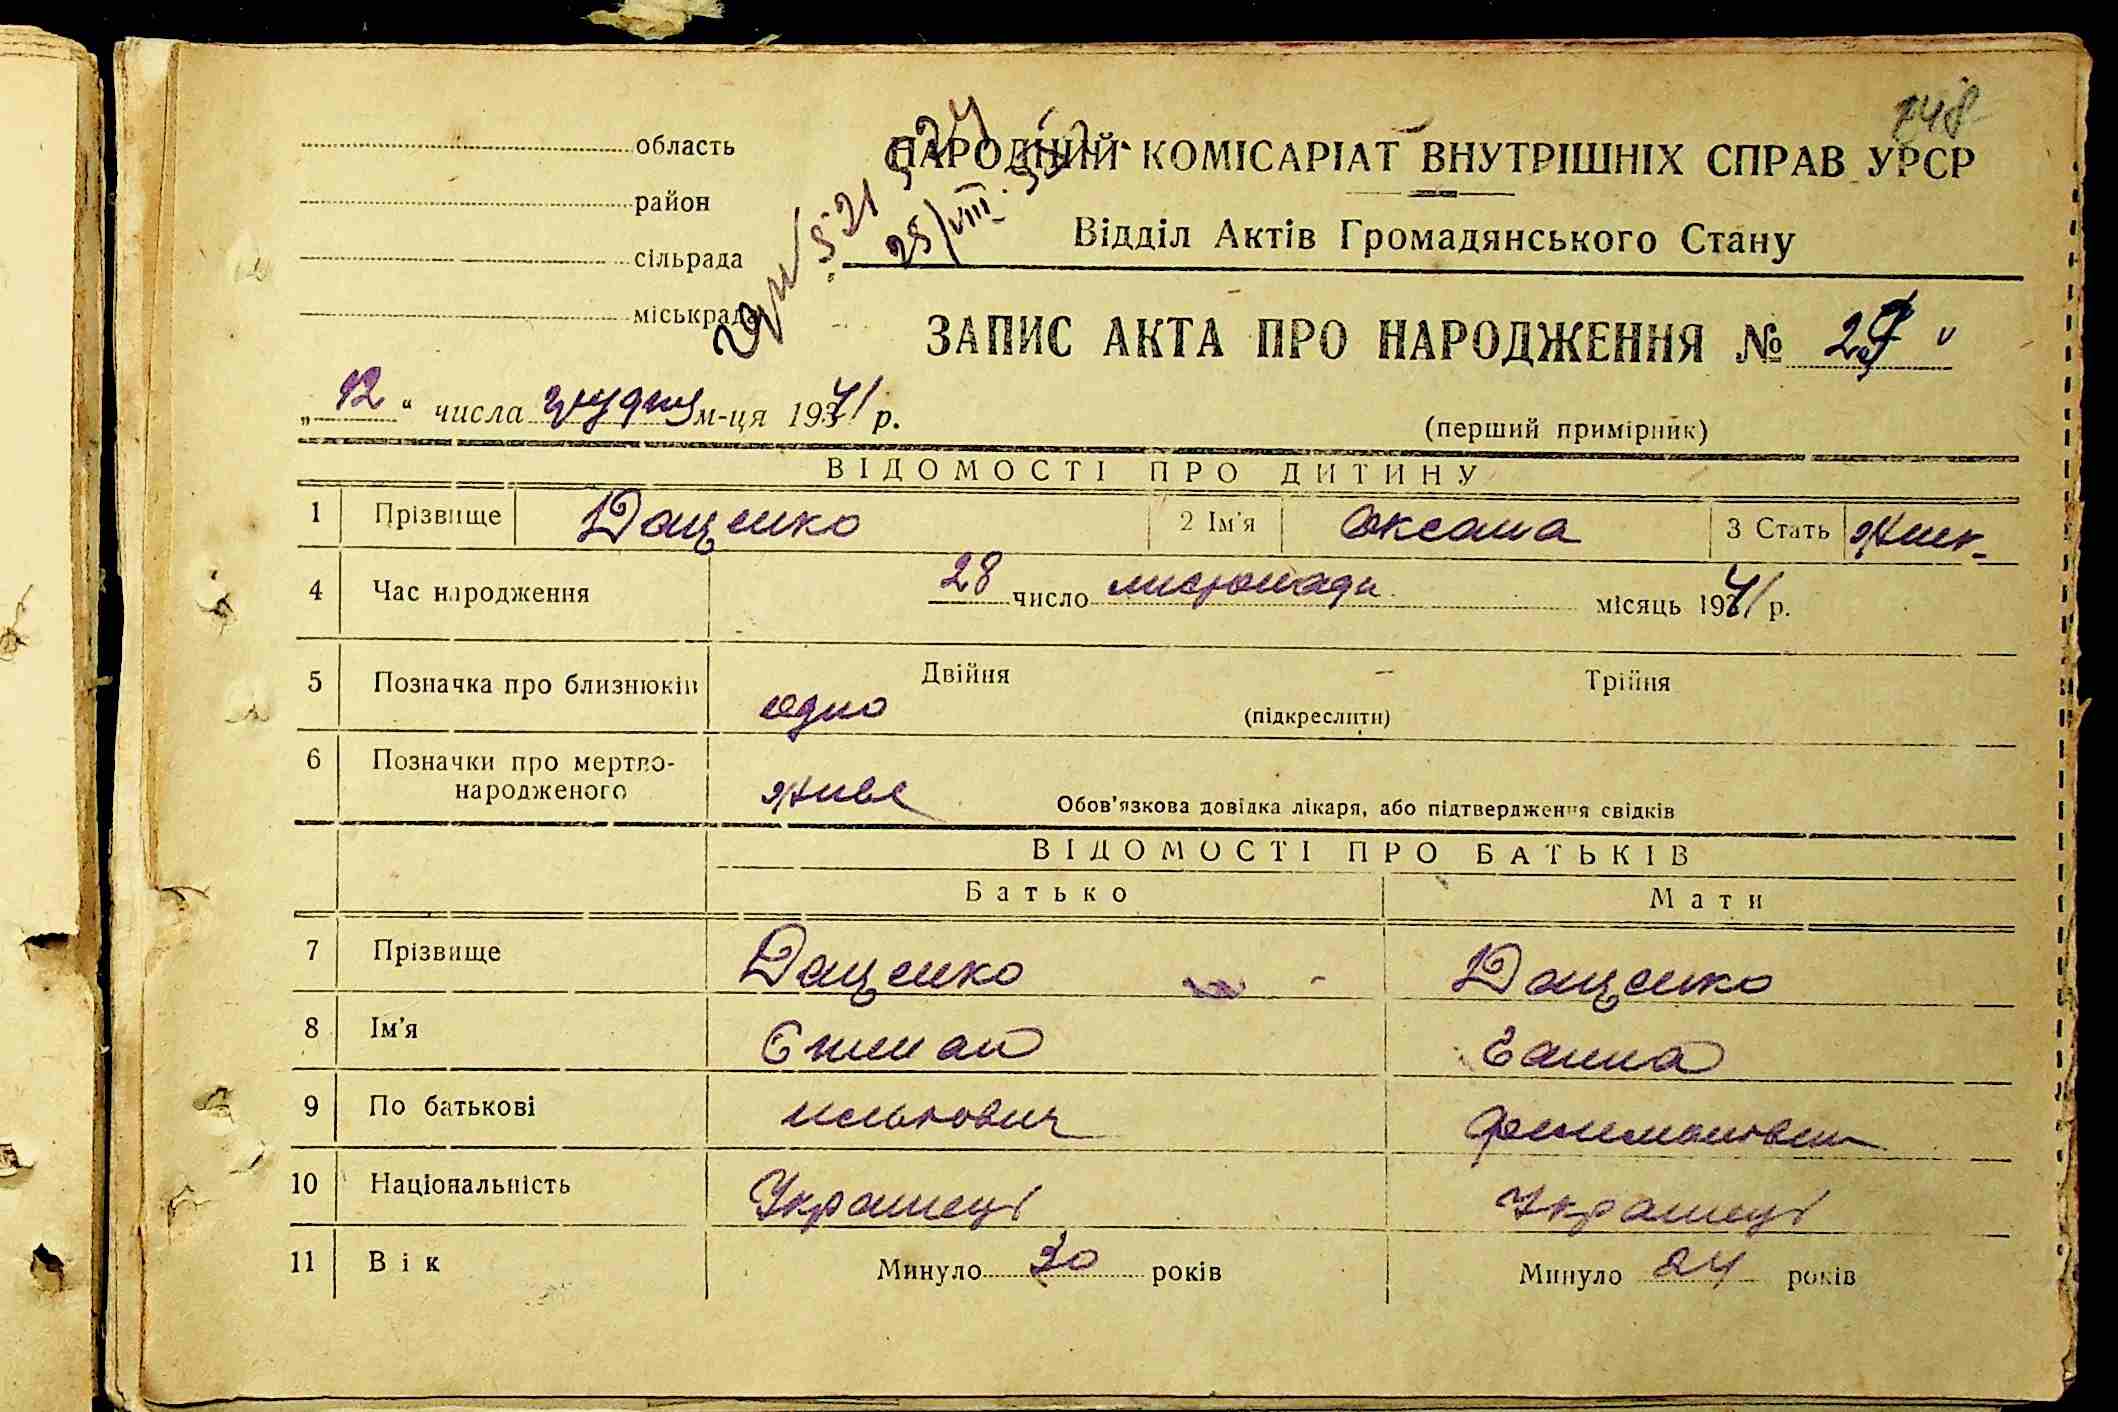 148
область
НАРОДНИЙ КОМІСАРІАТ ВНУТРІШНІХ СПРАВ УРСР
район
Відділ Актів Громадянського Стану
сільрада
міськрада
ЗАПИС АКТА ПРО НАРОДЖЕННЯ №
„ 12 “ числа грудня м-ця 1941 р.
(перший примірник)
ВІДОМОСТІ ПРО ДИТИНУ
1 Прізвище Даценко 2 Ім'я Оксана 3 Стать жін.
4 Час народження 28 число листопада місяць 1941 р.
5 Позначка про близнюків одно Двійня Трійня
(підкреслити)
6 Позначки про мертво-народженого живе Обов'язкова довідка лікаря, або підтвердження свідків
ВІДОМОСТІ ПРО БАТЬКІВ
Батько Мати
7 Прізвище Даценко Даценко
8 Ім'я Ганна
9 По батькові
10 Національність Українець Українець
11 Вік Минуло 30 років Минуло 24 років